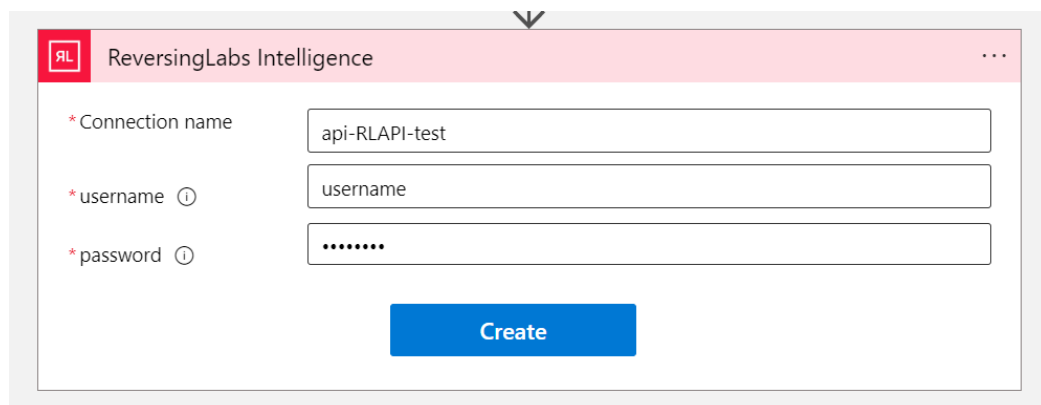 RL ReversingLabs Intelligence ...
* Connection name api-RLAPI-test
* username username
* password ••••••••
Create